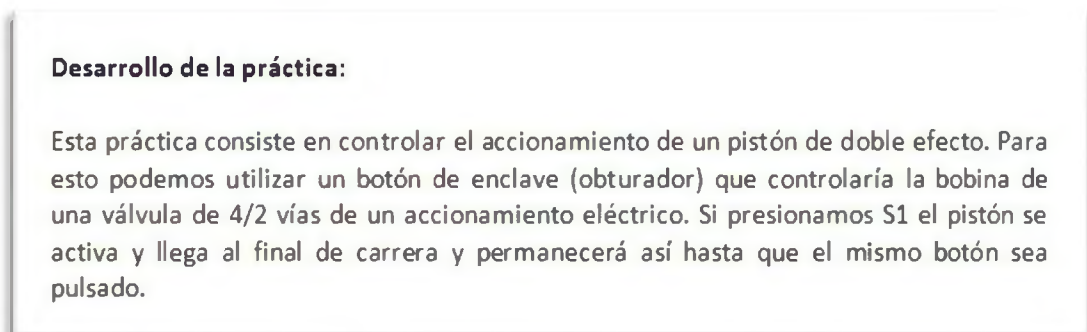 Desarrollo de la práctica:
Esta práctica consiste en controlar el accionamiento de un pistón de doble efecto. Para
esto podemos utilizar un botón de enclave (obturador) que controlaría la bobina de
una válvula de 4/2 vías de un accionamiento eléctrico. Si presionamos S1 el pistón se
activa y llega al final de carrera y permanecerá así hasta que el mismo botón sea
pulsado.